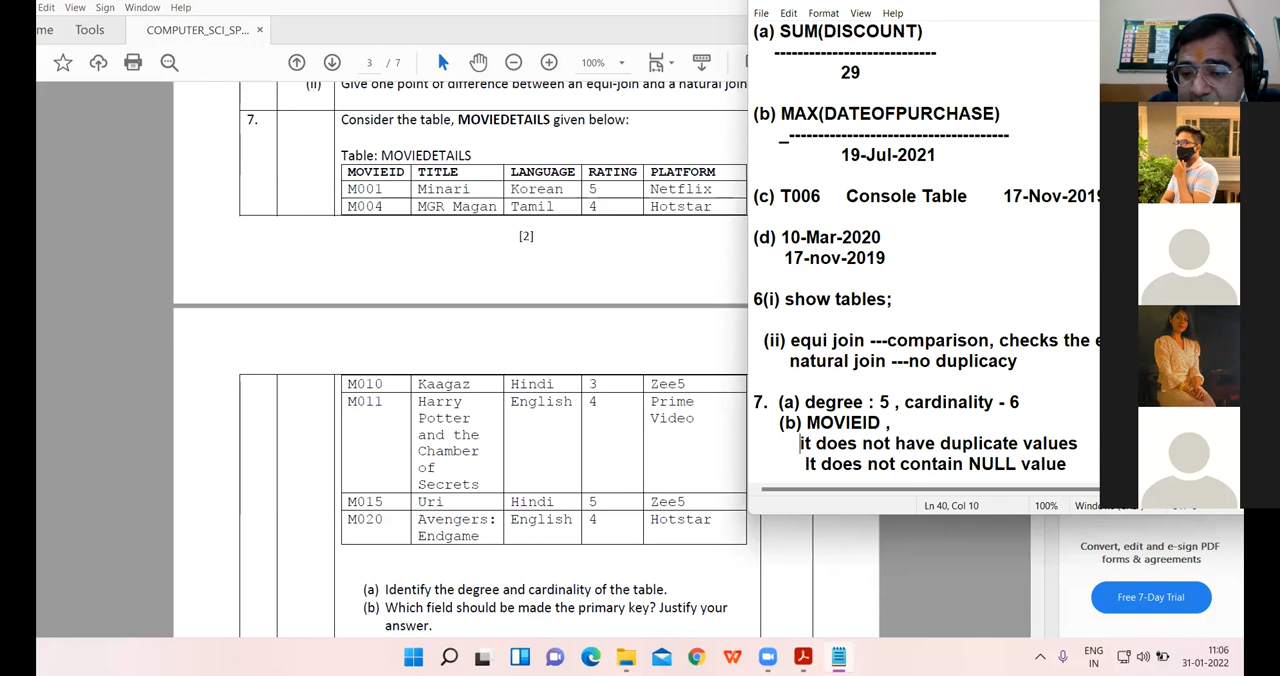 Edit View Sign Window Help
me Tools COMPUTER_SCI_SP... ×
3 / 7 100%
(ii) Give one point of difference between an equi-join and a natural join
7. Consider the table, MOVIEDETAILS given below:
Table: MOVIEDETAILS
MOVIEID TITLE LANGUAGE RATING PLATFORM
M001 Minari Korean 5 Netflix
M004 MGR Magan Tamil 4 Hotstar
[2]
M010 Kaagaz Hindi 3 Zee5
M011 Harry English 4 Prime
Potter Video
and the
Chamber
of
Secrets
M015 Uri Hindi 5 Zee5
M020 Avengers: English 4 Hotstar
Endgame
(a) Identify the degree and cardinality of the table.
(b) Which field should be made the primary key? Justify your
answer.
File Edit Format View Help
(a) SUM(DISCOUNT)
----------------------------
29
(b) MAX(DATEOFPURCHASE)
_--------------------------------------
19-Jul-2021
(c) T006 Console Table 17-Nov-2019
(d) 10-Mar-2020
17-nov-2019
6(i) show tables;
(ii) equi join ---comparison, checks the
natural join ---no duplicacy
7. (a) degree : 5 , cardinality - 6
(b) MOVIEID ,
it does not have duplicate values
It does not contain NULL value
Ln 40, Col 10 100%
Convert, edit and e-sign PDF
forms & agreements
Free 7-Day Trial
ENG
IN
11:06
31-01-2022